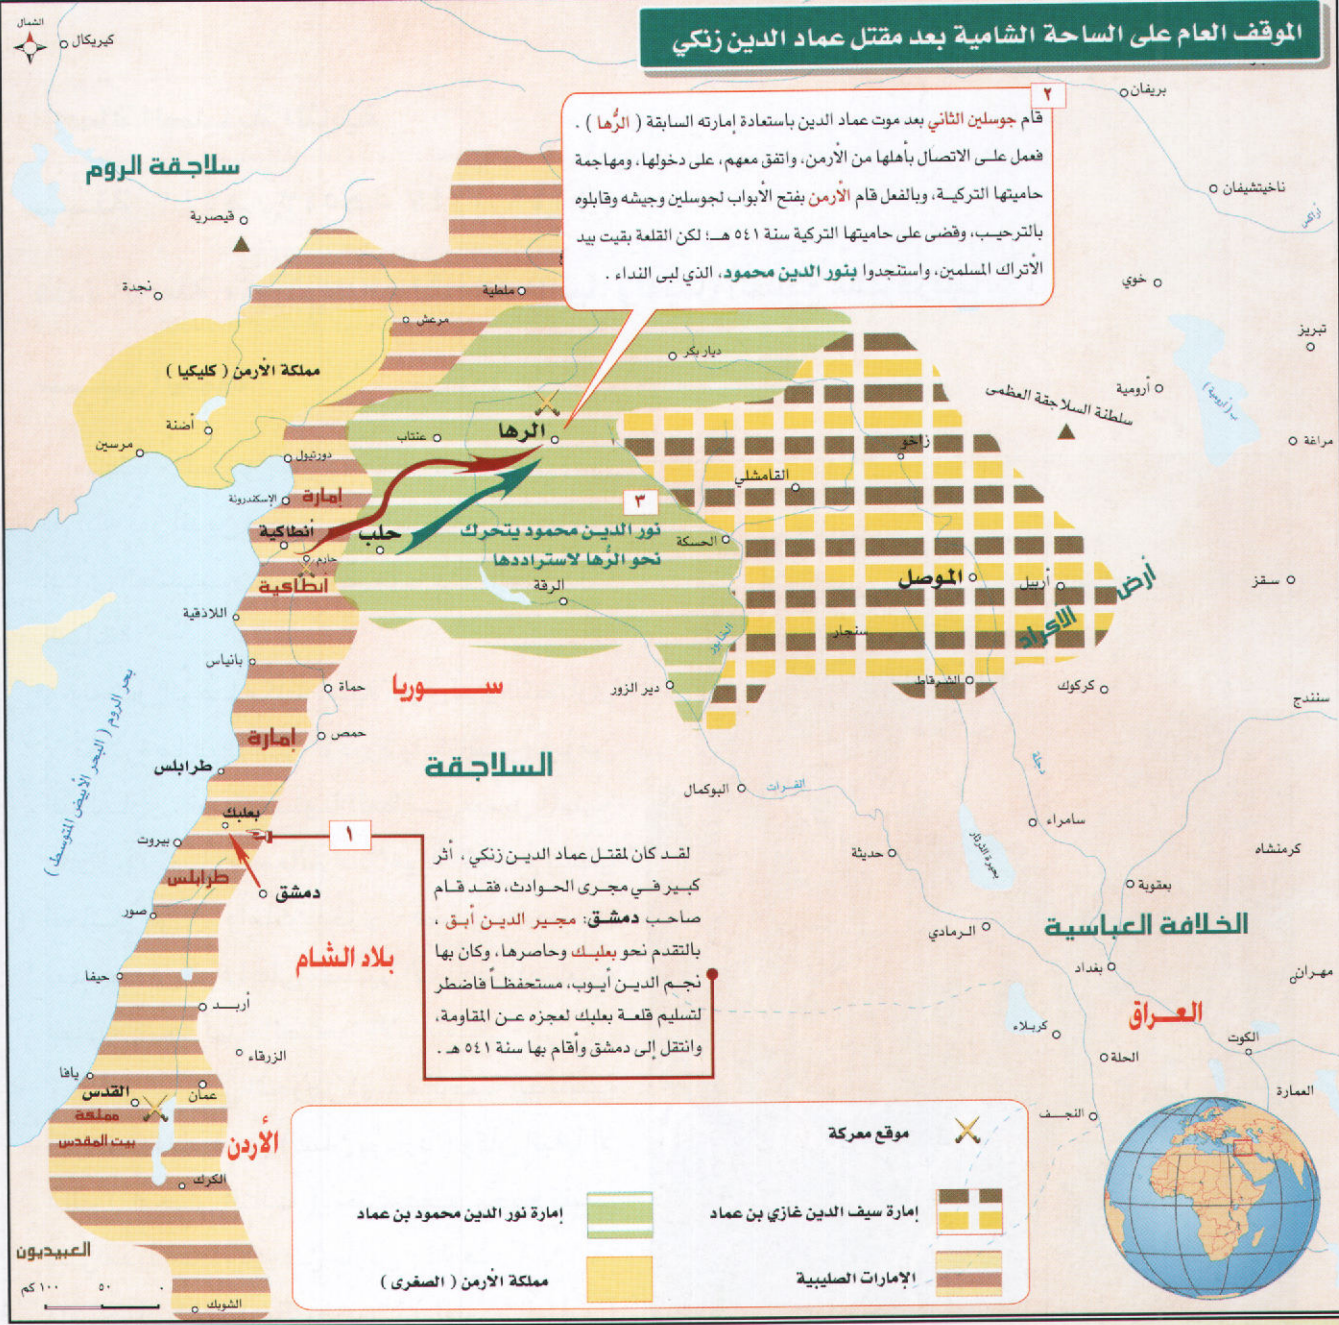 الموقف العام على الساحة الشامية بعد مقتل عماد الدين زنكي
الشمال
كيريكال
بريفان
٢
قام جوسلين الثاني بعد موت عماد الدين باستعادة إمارته السابقة ( الرُّها ) .
فعمل على الاتصال بأهلها من الأرمن، واتفق معهم، على دخولها، ومهاجمة
حاميتها التركية، وبالفعل قام الأرمن بفتح الأبواب لجوسلين وجيشه وقابلوه
بالترحيب، وقضى على حاميتها التركية سنة ٥٤١ هـ؛ لكن القلعة بقيت بيد
الأتراك المسلمين، واستنجدوا بنور الدين محمود، الذي لبى النداء .
سلاجقة الروم
ناخيتشيفان
أراكس
قيصرية
نجدة
ملطية
خوي
مرعش
تبريز
ديار بكر
مملكة الأرمن ( كليكيا )
أرومية
سلطنة السلاجقة العظمى
ب ( أرومية )
أضنة
مرسين
عنتاب
الرها
زاخو
مراغة
دورتيول
القامشلي
الإسكندرونة
إمارة
٣
أنطاكية
حلب
نور الدين محمود يتحرك
نحو الرُّها لاستردادها
الحسكة
حارم
أنطاكية
الرقة
الموصل
أربيل
أرض
الاكراد
سقز
اللاذقية
الخابور
سنجار
بانياس
سوريا
حماة
دير الزور
الشرقاط
كركوك
سنندج
بحر الروم ( البحر الأبيض المتوسط )
إمارة
حمص
طرابلس
السلاجقة
دجلة
البوكمال
الفرات
بعلبك
سامراء
١
بيروت
حديثة
بحيرة الثرثار
كرمنشاه
لقد كان لمقتل عماد الدين زنكي ، أثر
كبير في مجرى الحوادث، فقد قام
صاحب دمشق: مجير الدين أبق ،
بالتقدم نحو بعلبك وحاصرها، وكان بها
نجم الدين أيوب، مستحفظاً فاضطر
لتسليم قلعة بعلبك لعجزه عن المقاومة،
وانتقل إلى دمشق وأقام بها سنة ٥٤١ هـ .
طرابلس
دمشق
بعقوبة
صور
الخلافة العباسية
الرمادي
بلاد الشام
حيفا
بغداد
مهران
أربد
العراق
كربلاء
الكوت
الزرقاء
الحلة
يافا
عمان
العمارة
القدس
مملكة
بيت المقدس
النجف
الأردن
الكرك
موقع معركة
إمارة سيف الدين غازي بن عماد
إمارة نور الدين محمود بن عماد
الإمارات الصليبية
مملكة الأرمن ( الصغرى )
العبيديون
٠ ٥٠ ١٠٠ كم
الشوبك